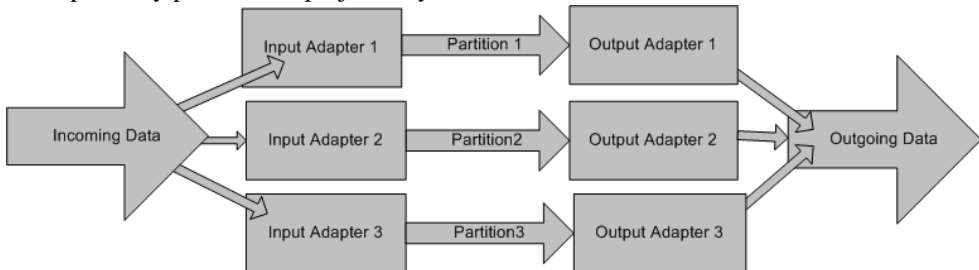 Input Adapter 1
Partition 1
Output Adapter 1
Incoming Data
Input Adapter 2
Partition2
Output Adapter 2
Outgoing Data
Input Adapter 3
Partition3
Output Adapter 3